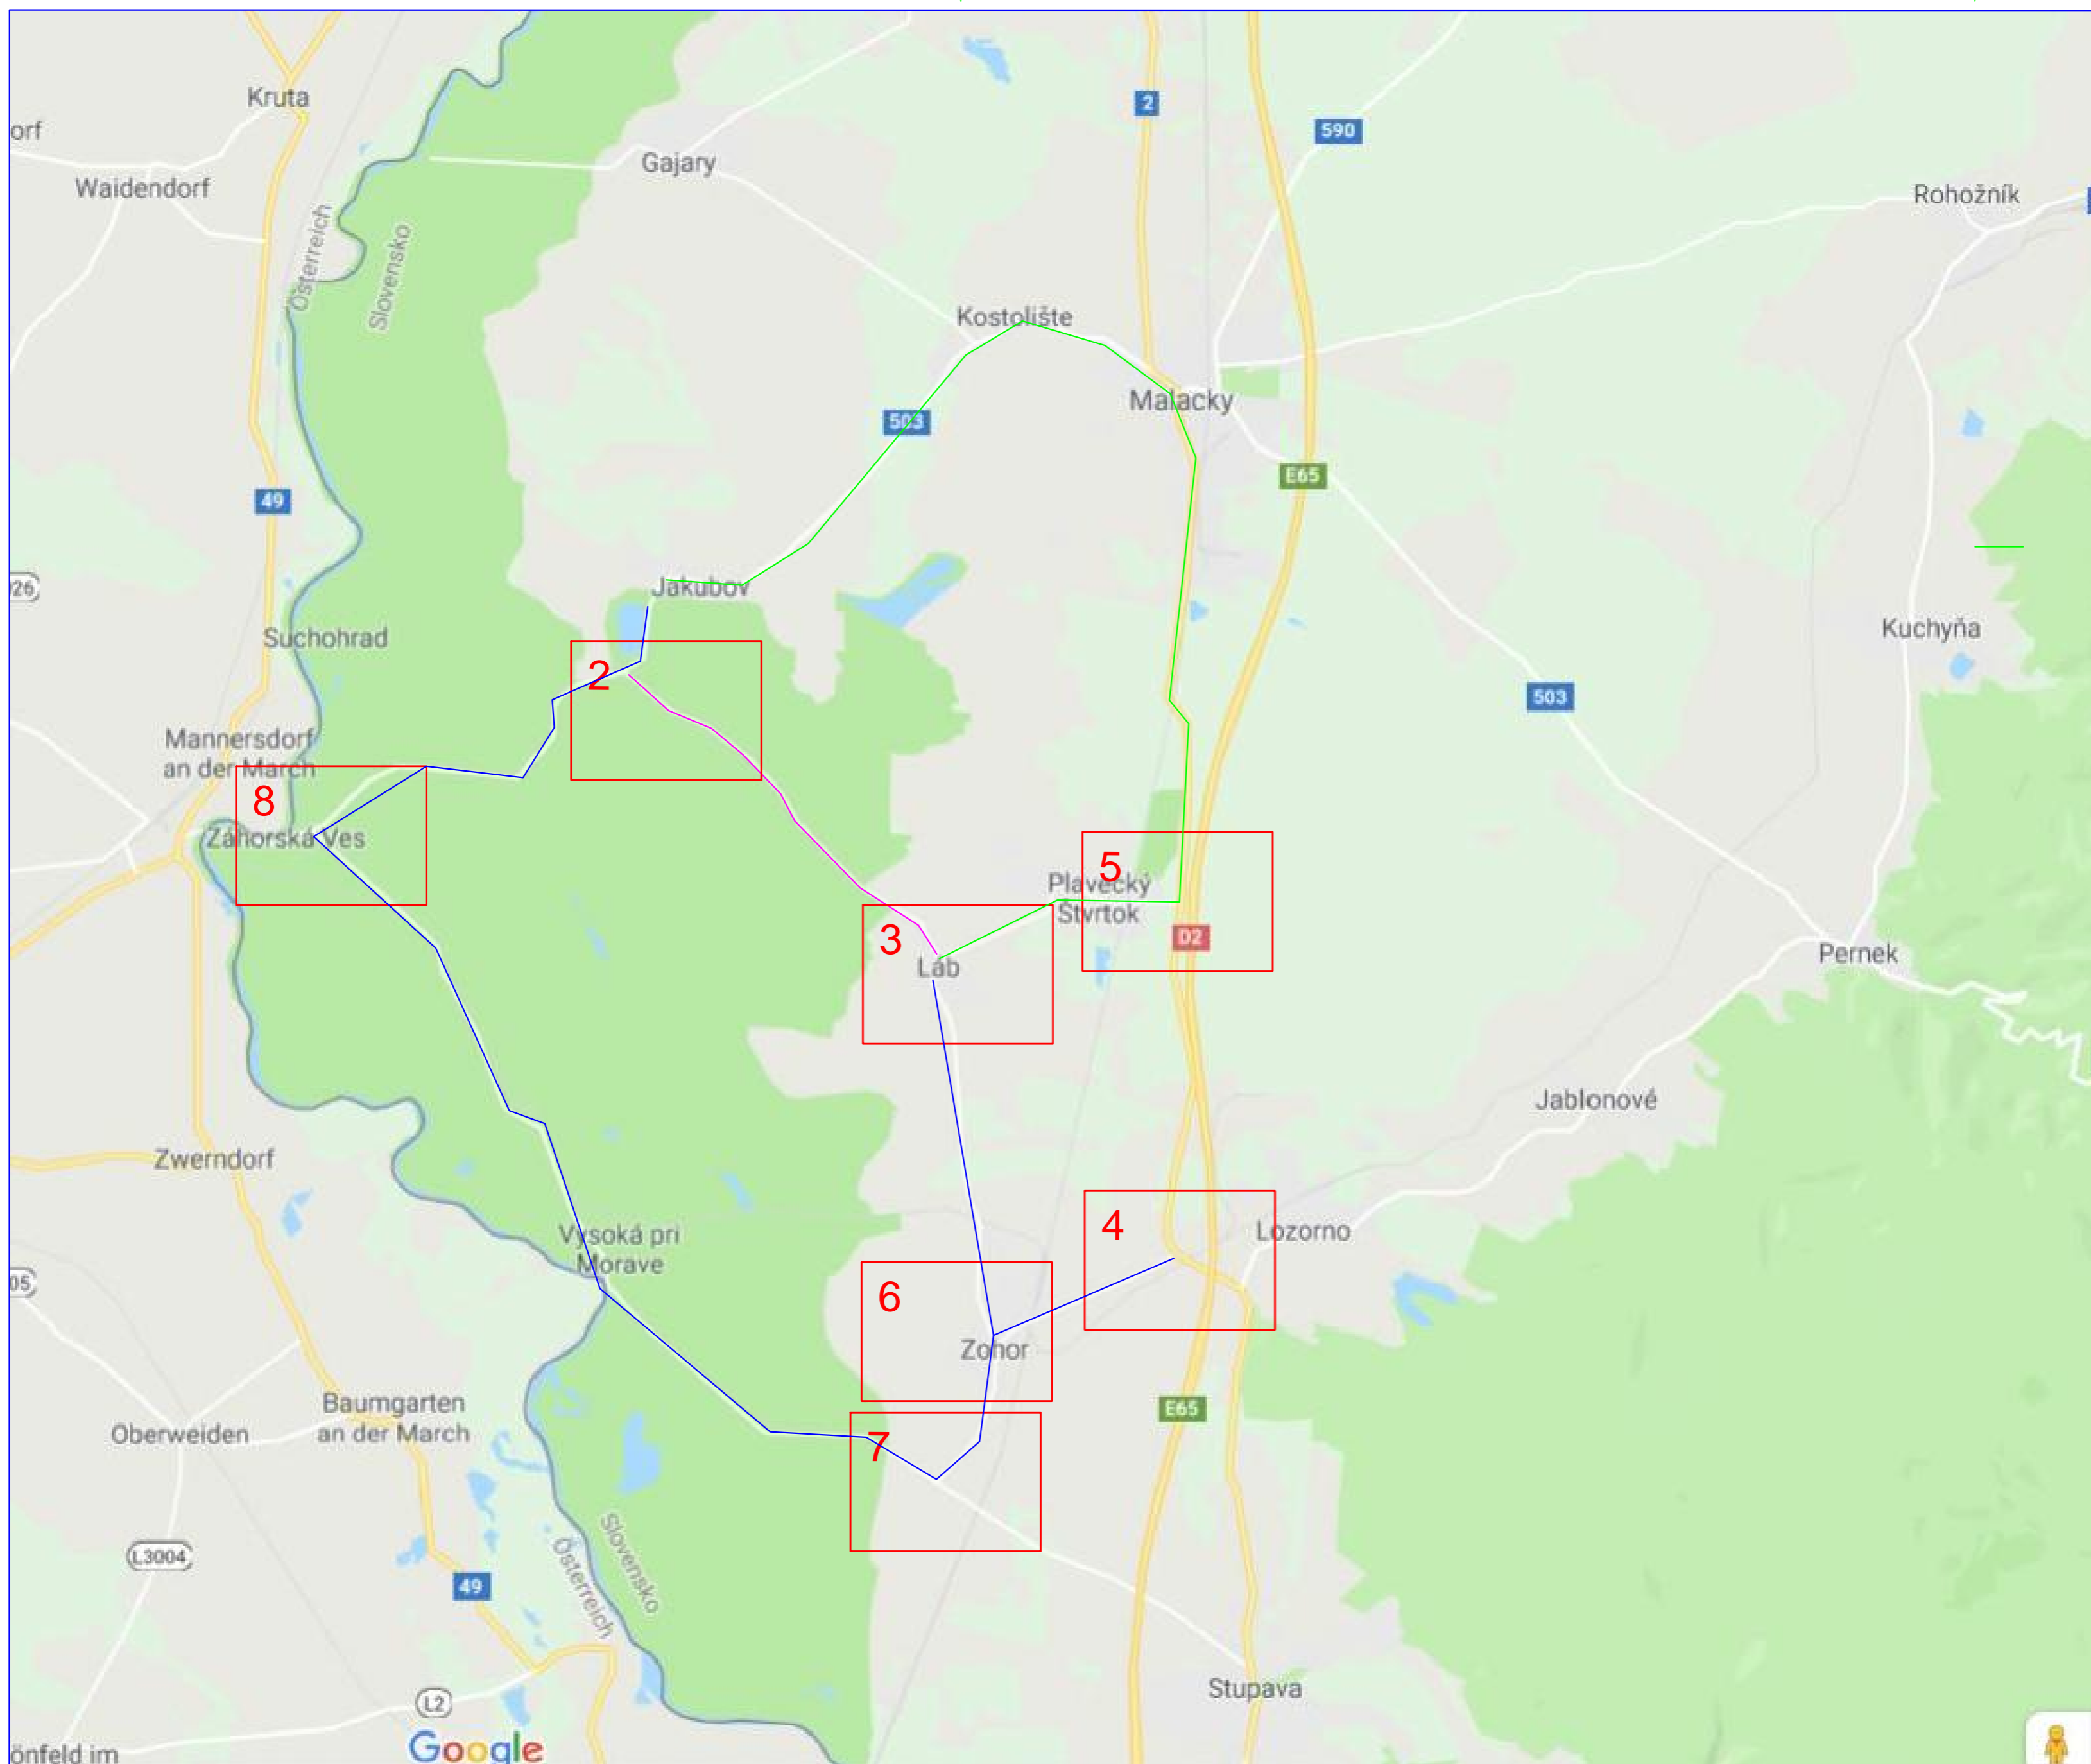 Kruta
2
590
orf
Gajary
Waidendorf
Rohožník
Österreich
Slovensko
Kostolište
Malacky
503
E65
49
26
Jakubov
Suchohrad
Kuchyňa
2
503
Mannersdorf
an der March
8
Záhorská Ves
5
Plavecký
Štvrtok
3
D2
Láb
Pernek
Jablonové
Zwerndorf
4
Lozorno
Vysoká pri
Morave
05
6
Zohor
Baumgarten
an der March
E65
Oberweiden
7
Slovensko
Österreich
L3004
49
Stupava
L2
Google
önfeld im